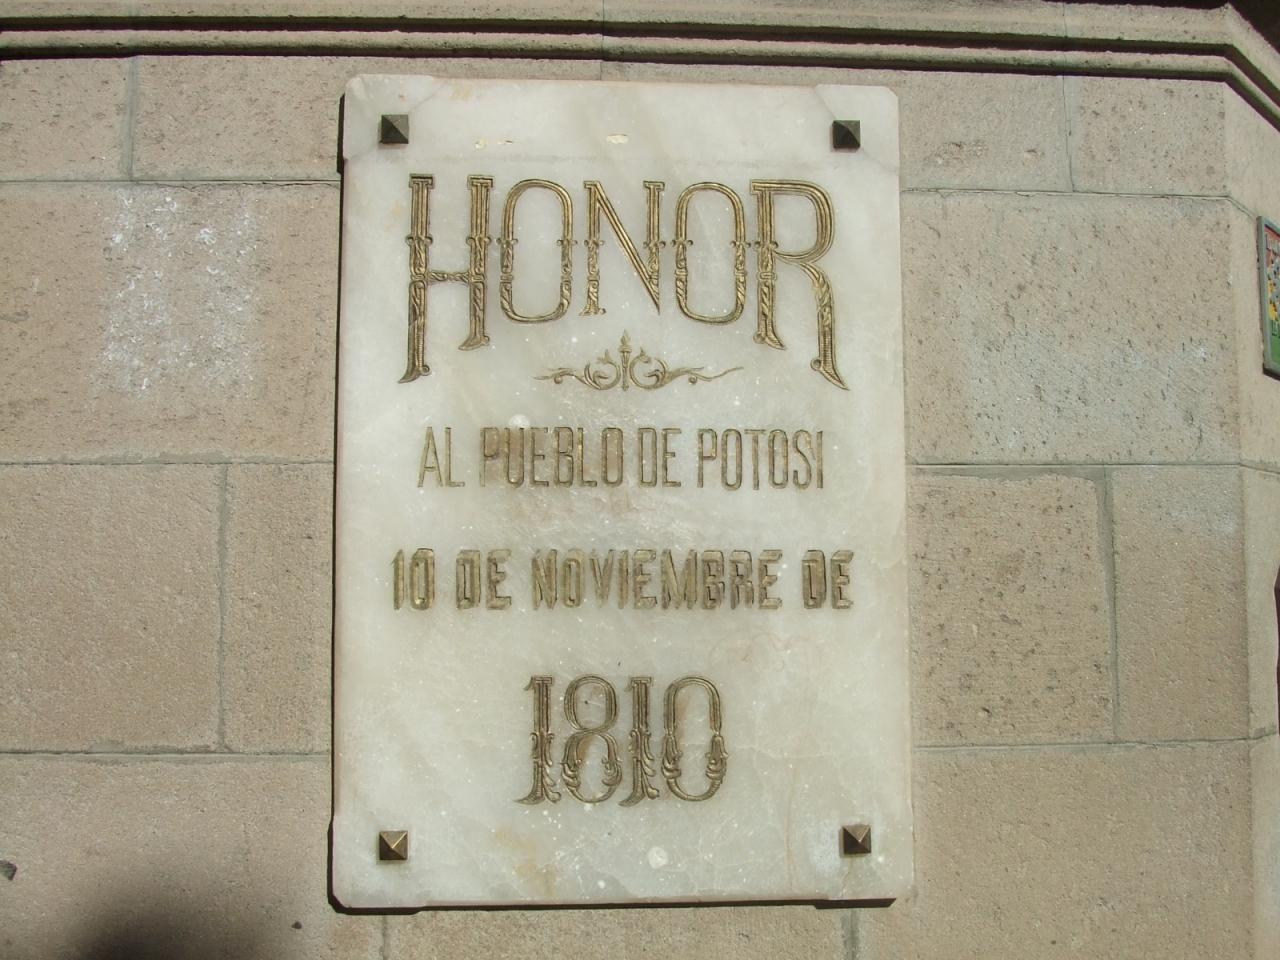 HONOR
AL PUEBLO DE POTOSI
10 DE NOVIEMBRE DE
1810